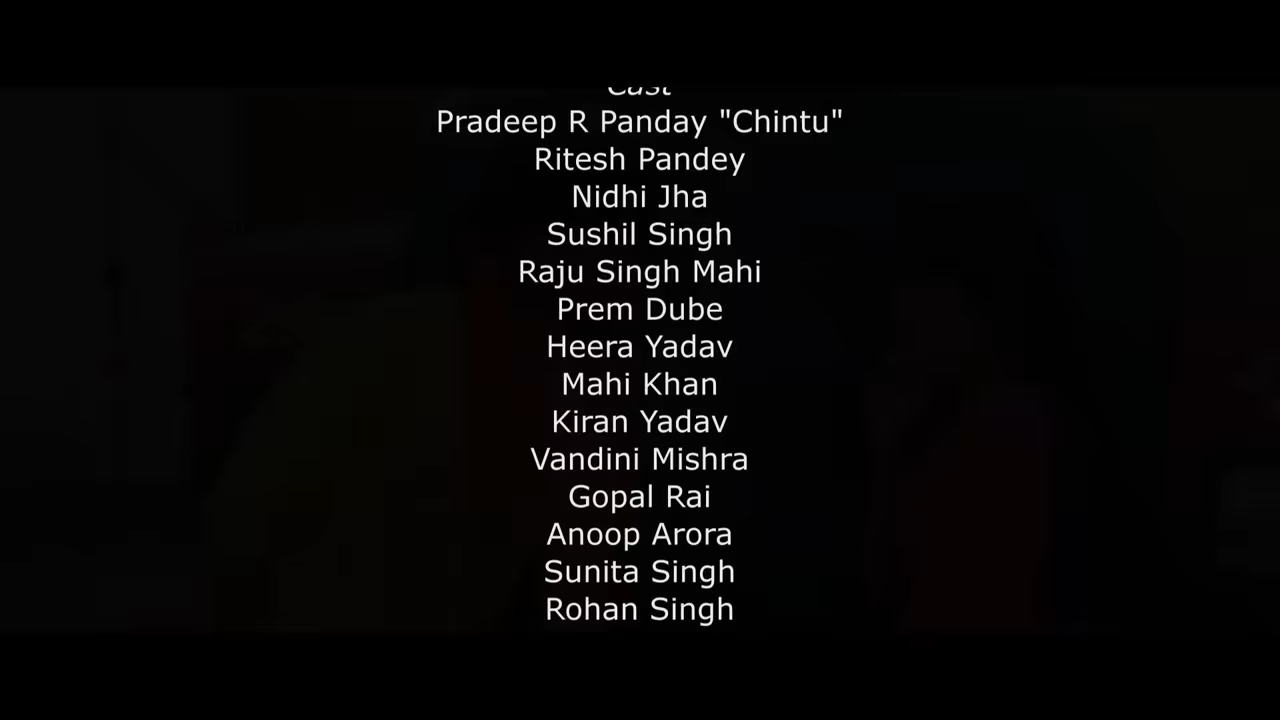 Cast
Pradeep R Panday "Chintu"
Ritesh Pandey
Nidhi Jha
Sushil Singh
Raju Singh Mahi
Prem Dube
Heera Yadav
Mahi Khan
Kiran Yadav
Vandini Mishra
Gopal Rai
Anoop Arora
Sunita Singh
Rohan Singh